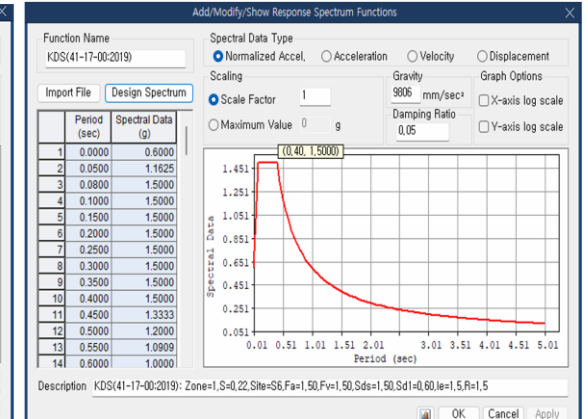 Add/Modify/Show Response Spectrum Functions
Function Name
KDS(41-17-00:2019)
Import File Design Spectrum
Spectral Data Type
Normalized Accel. Acceleration Velocity Displacement
Scaling
Scale Factor 1
Maximum Value 0 g
Gravity
9806 mm/sec²
Damping Ratio
0.05
Graph Options
X-axis log scale
Y-axis log scale
Period (sec) Spectral Data (g)
1 0.0000 0.6000
2 0.0500 1.1625
3 0.0800 1.5000
4 0.1000 1.5000
5 0.1500 1.5000
6 0.2000 1.5000
7 0.2500 1.5000
8 0.3000 1.5000
9 0.3500 1.5000
10 0.4000 1.5000
11 0.4500 1.3333
12 0.5000 1.2000
13 0.5500 1.0909
14 0.6000 1.0000
(0.40, 1.5000)
Spectral Data
1.451
1.251
1.051
0.851
0.651
0.451
0.251
0.051
0.01 0.51 1.01 1.51 2.01 3.01 3.51 4.01 4.51 5.01
Period (sec)
Description KDS(41-17-00:2019): Zone=1,S=0.22,Site=S6,Fa=1.50,Fv=1.50,Sds=1.50,Sd1=0.60,Ie=1.5,R=1.5
OK Cancel Apply